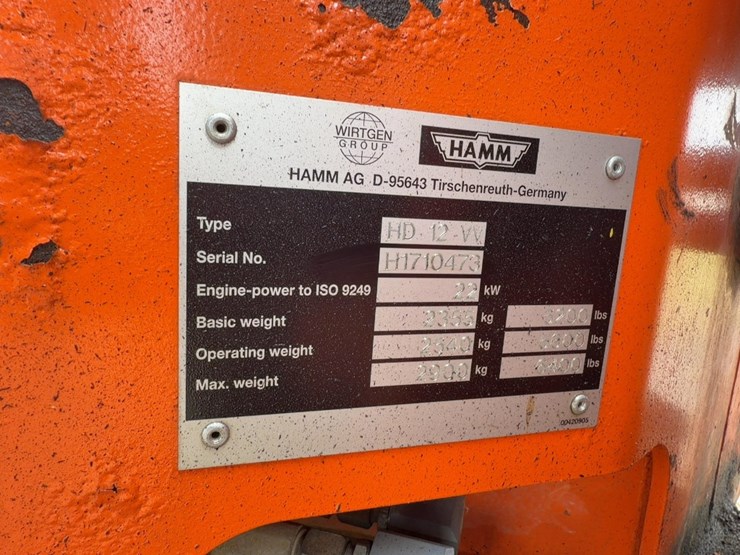 WIRTGEN
GROUP
HAMM
HAMM AG D-95643 Tirschenreuth-Germany
Type HD-12-VV
Serial No. H1710473
Engine-power to ISO 9249 22 kW
Basic weight kg lbs
Operating weight kg lbs
Max. weight kg lbs